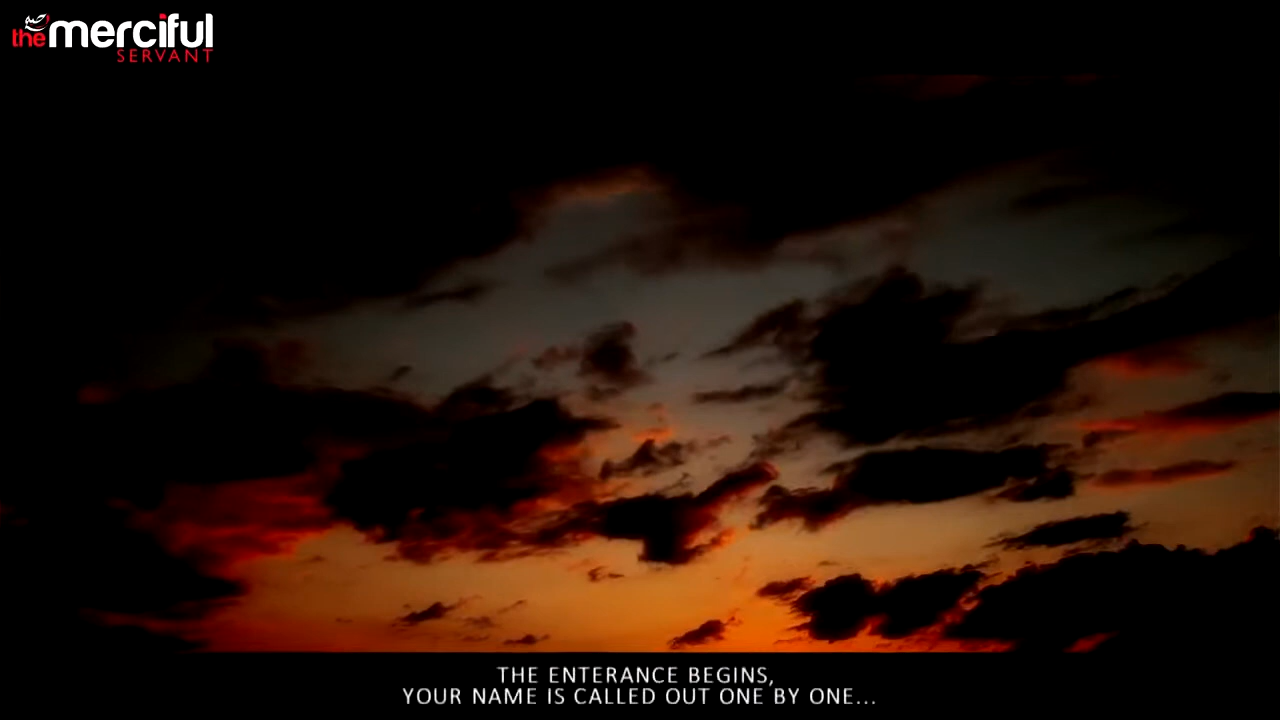 the merciful
SERVANT
THE ENTERANCE BEGINS,
YOUR NAME IS CALLED OUT ONE BY ONE...